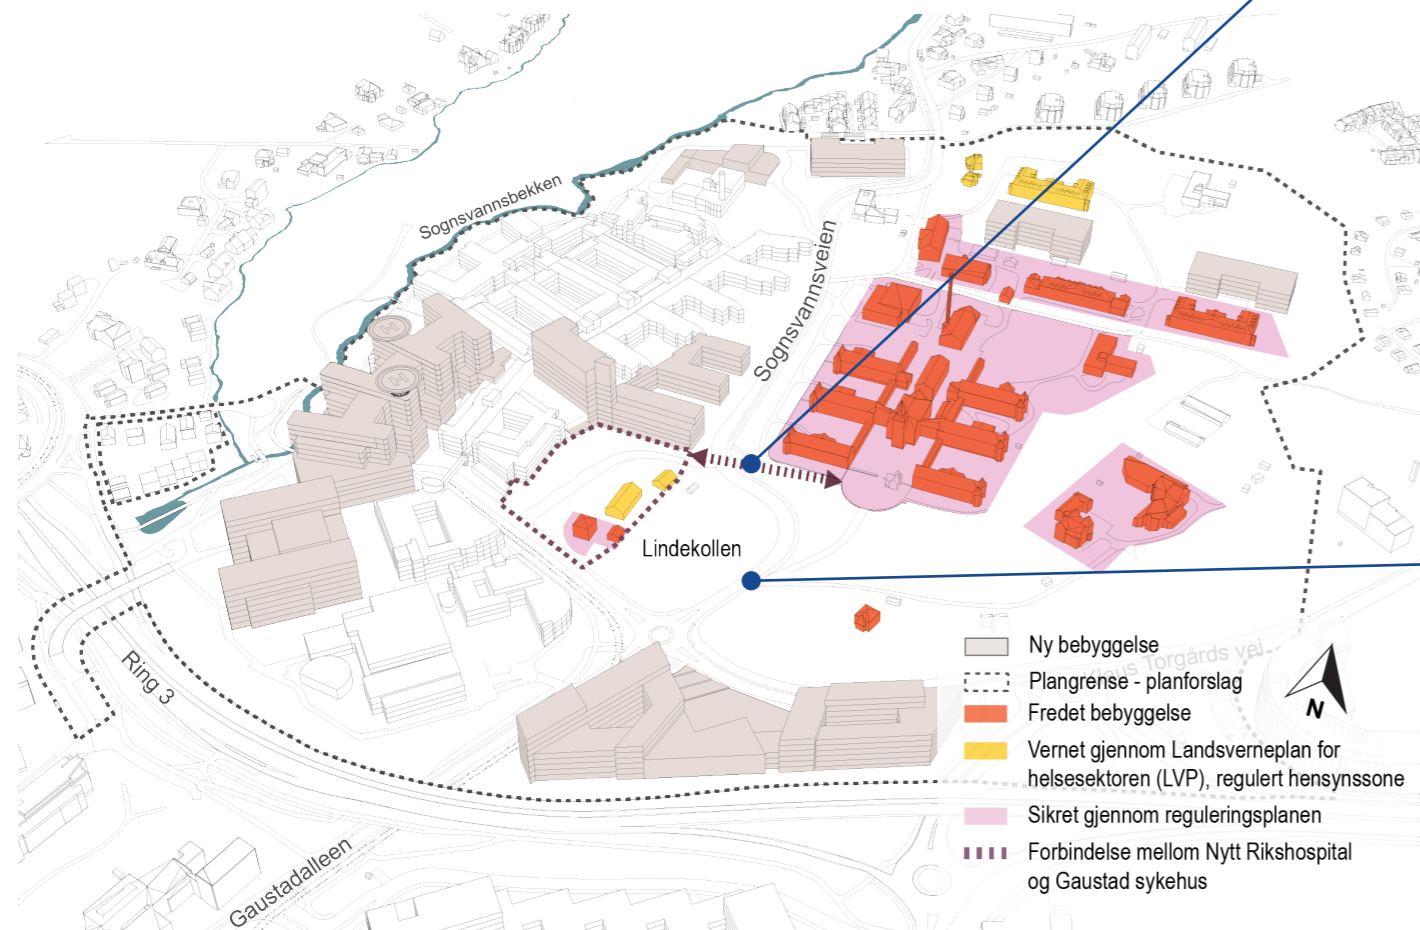 Sognsvannsbekken
Sognsvannsveien
Lindekollen
Ring 3
Gaustadalleen
Klaus Torgårds vei
H
H
Ny bebyggelse
Plangrense - planforslag
Fredet bebyggelse
Vernet gjennom Landsverneplan for
helsesektoren (LVP), regulert hensynssone
Sikret gjennom reguleringsplanen
Forbindelse mellom Nytt Rikshospital
og Gaustad sykehus
N